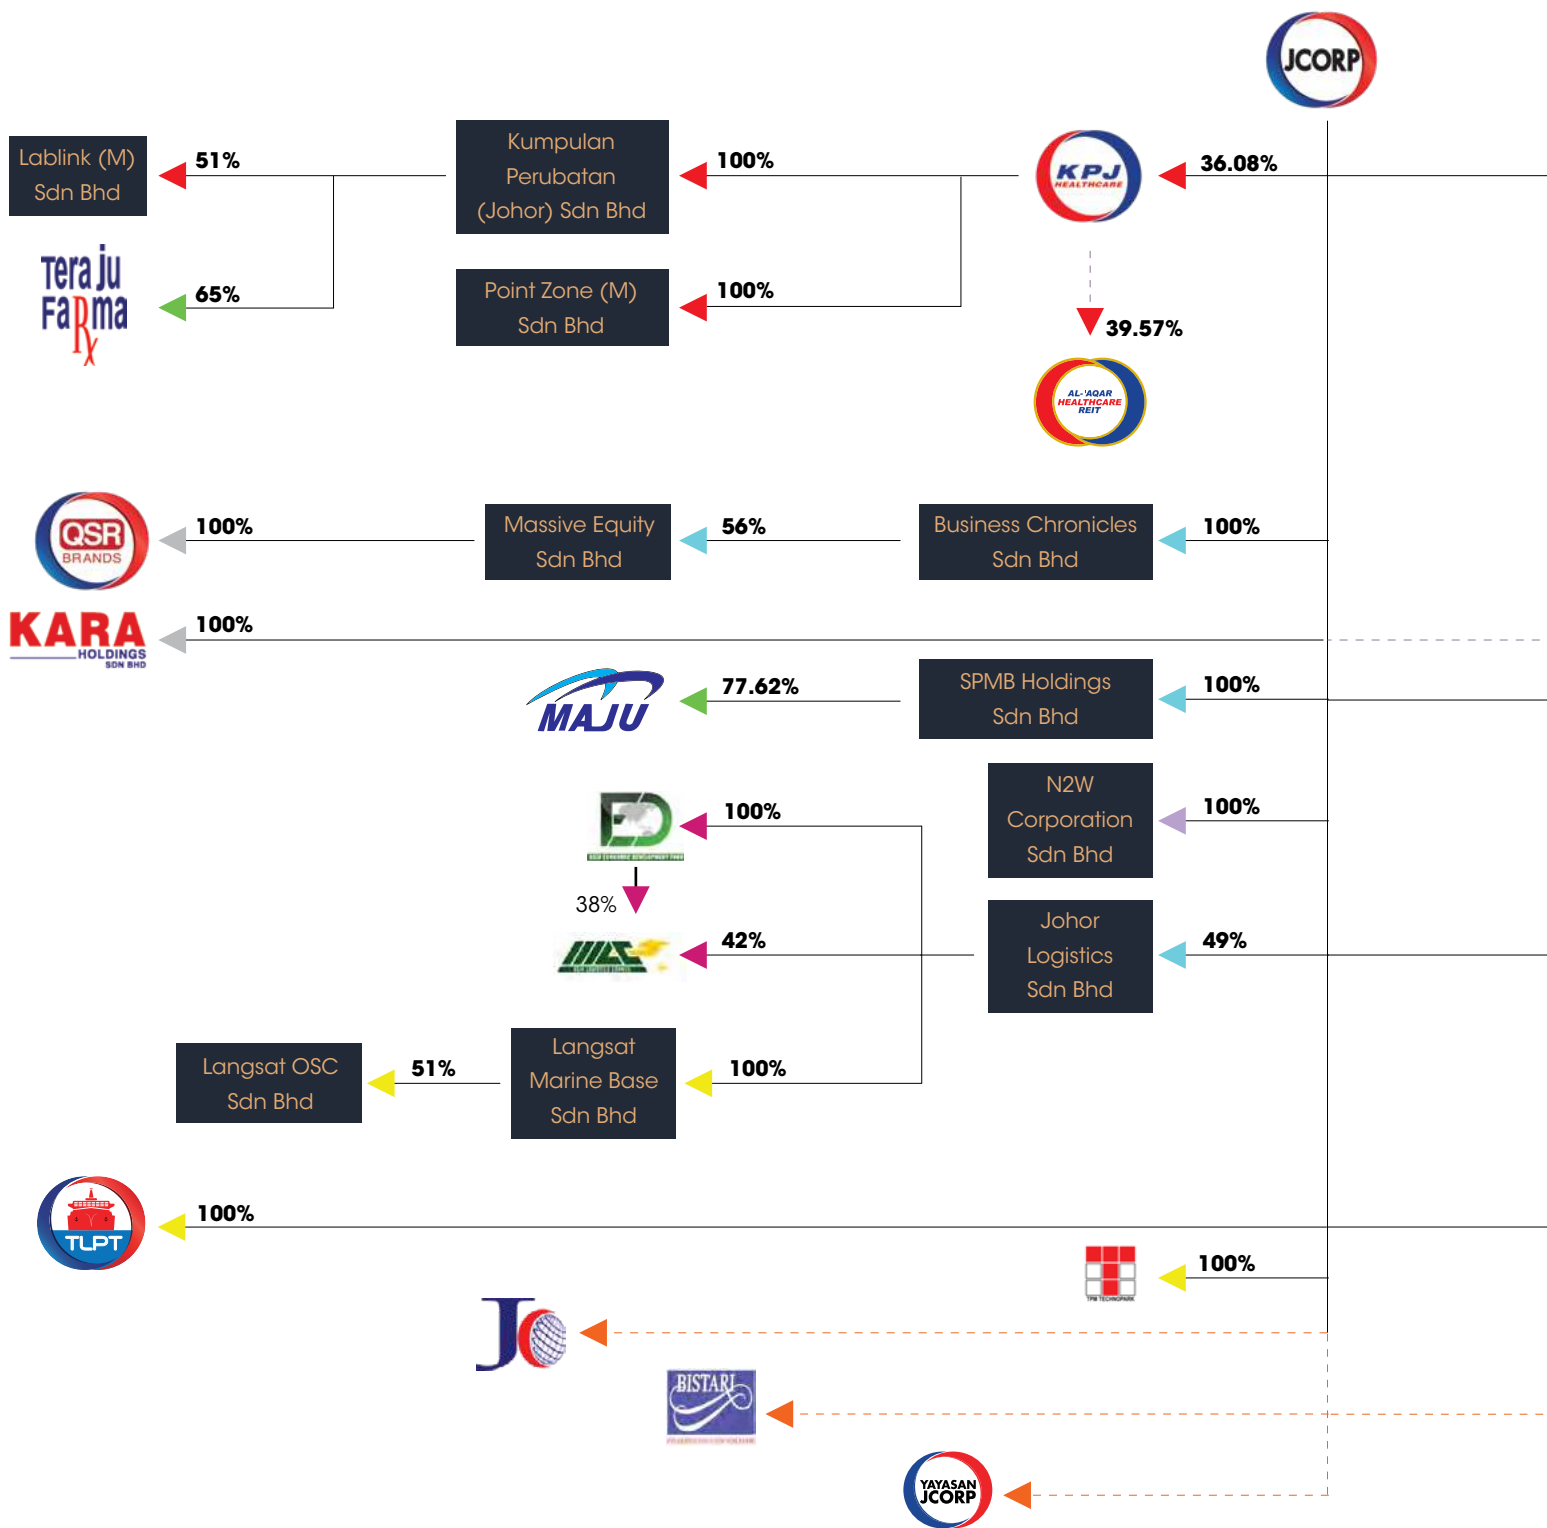 JCORP
Lablink (M)
Sdn Bhd
51%
Kumpulan
Perubatan
(Johor) Sdn Bhd
100%
KPJ
HEALTHCARE
36.08%
Teraju
FaRma
65%
Point Zone (M)
Sdn Bhd
100%
39.57%
AL-'AQAR
HEALTHCARE
REIT
QSR
BRANDS
100%
Massive Equity
Sdn Bhd
56%
Business Chronicles
Sdn Bhd
100%
KARA
HOLDINGS
SDN BHD
100%
MAJU
77.62%
SPMB Holdings
Sdn Bhd
100%
N2W
Corporation
Sdn Bhd
100%
100%
38%
42%
Johor
Logistics
Sdn Bhd
49%
Langsat OSC
Sdn Bhd
51%
Langsat
Marine Base
Sdn Bhd
100%
TLPT
100%
TPM TECHNOPARK
100%
JC
BISTARI
YAYASAN
JCORP